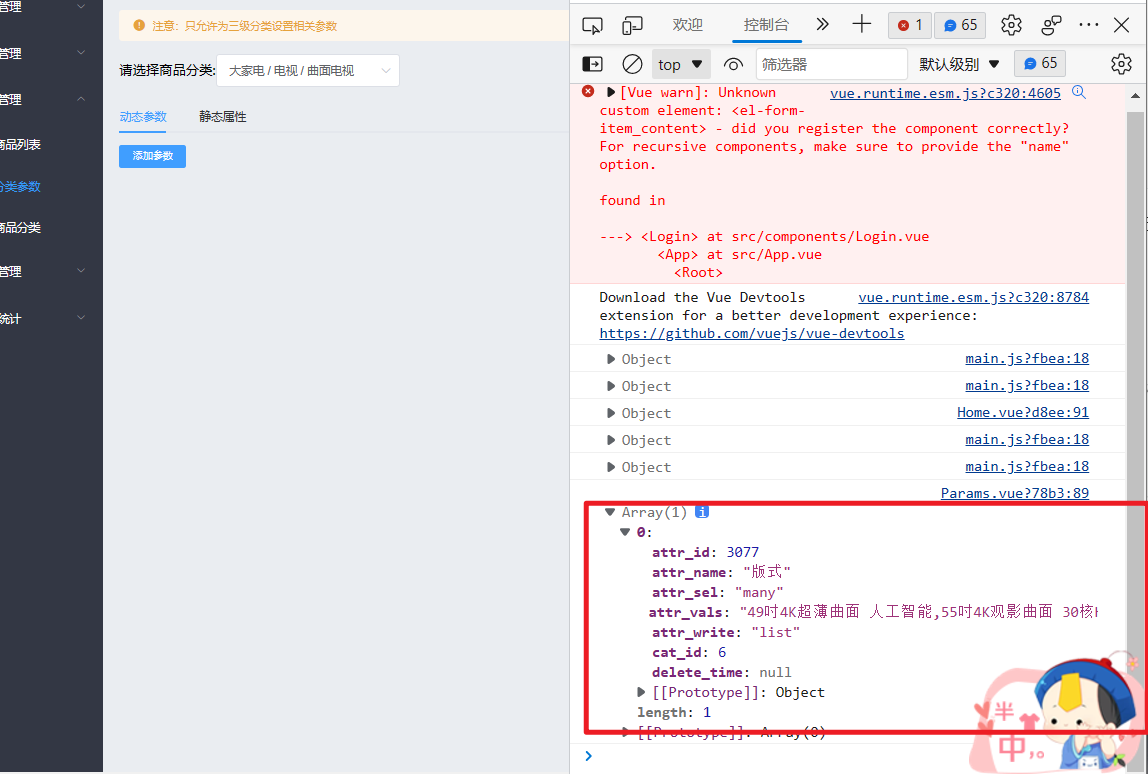 管理
管理
管理
商品列表
分类参数
商品分类
管理
统计
注意：只允许为三级分类设置相关参数
请选择商品分类:
大家电 / 电视 / 曲面电视
动态参数
静态属性
添加参数
欢迎
控制台
1
65
top
筛选器
默认级别
65
[Vue warn]: Unknown vue.runtime.esm.js?c320:4605
custom element: <el-form-
item_content> - did you register the component correctly?
For recursive components, make sure to provide the "name"
option.
found in
---> <Login> at src/components/Login.vue
<App> at src/App.vue
<Root>
Download the Vue Devtools vue.runtime.esm.js?c320:8784
extension for a better development experience:
https://github.com/vuejs/vue-devtools
Object main.js?fbea:18
Object main.js?fbea:18
Object Home.vue?d8ee:91
Object main.js?fbea:18
Object main.js?fbea:18
Params.vue?78b3:89
Array(1) i
0:
attr_id: 3077
attr_name: "版式"
attr_sel: "many"
attr_vals: "49吋4K超薄曲面 人工智能,55吋4K观影曲面 30核
attr_write: "list"
cat_id: 6
delete_time: null
[[Prototype]]: Object
length: 1
[[Prototype]]: Array(0)
半
中,。